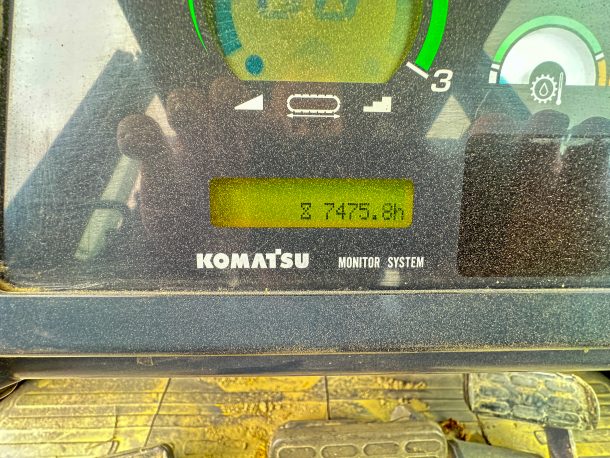 3
7475.8h
KOMATSU MONITOR SYSTEM